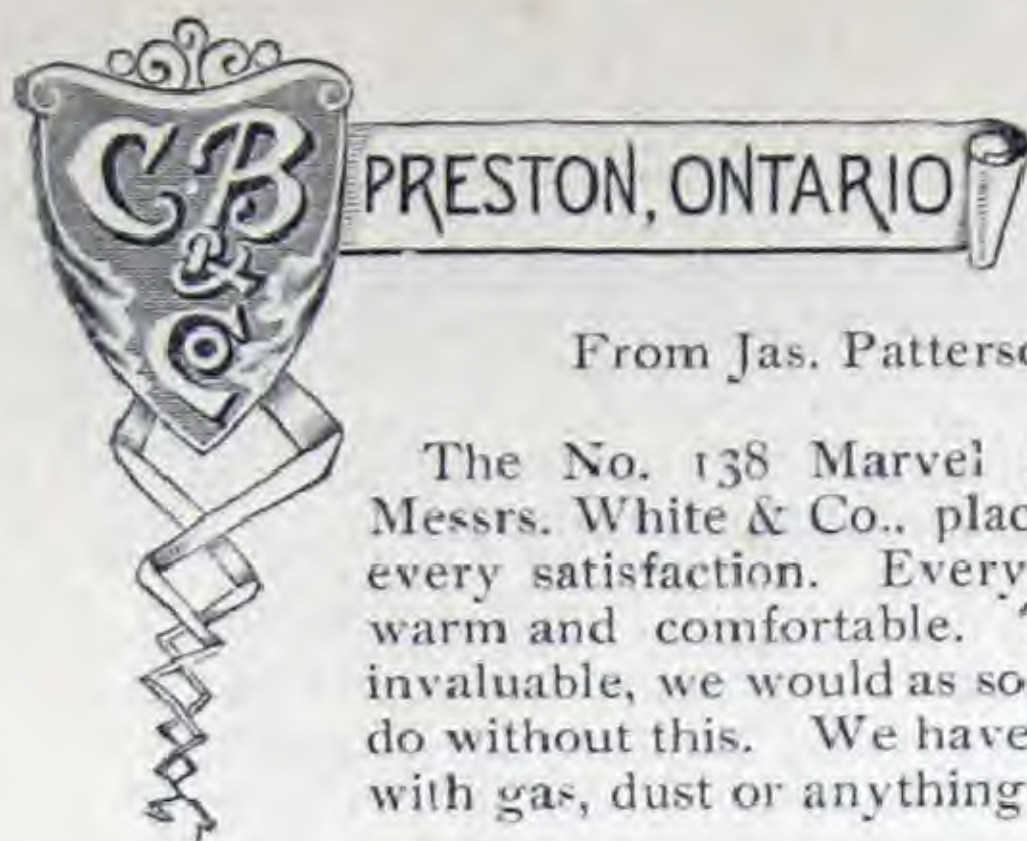 CB
& Co
PRESTON, ONTARIO
From Jas. Patterso
The No. 138 Marvel
Messrs. White & Co., plac
every satisfaction. Every
warm and comfortable.
invaluable, we would as so
do without this. We have
with gas, dust or anything